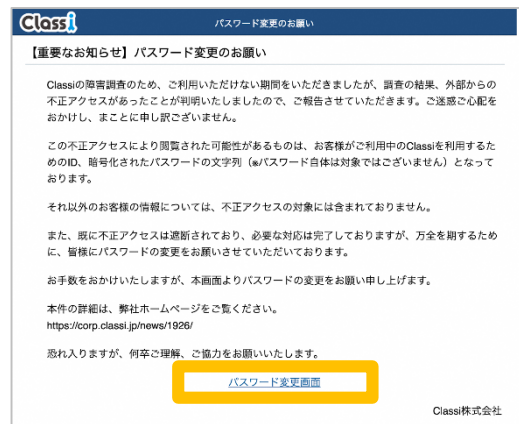 Classi
パスワード変更のお願い
【重要なお知らせ】パスワード変更のお願い
Classiの障害調査のため、ご利用いただけない期間をいただきましたが、調査の結果、外部からの
不正アクセスがあったことが判明いたしましたので、ご報告させていただきます。ご迷惑ご心配を
おかけし、まことに申し訳ございません。
この不正アクセスにより閲覧された可能性があるものは、お客様がご利用中のClassiを利用するた
めのID、暗号化されたパスワードの文字列（※パスワード自体は対象ではございません）となって
おります。
それ以外のお客様の情報については、不正アクセスの対象には含まれておりません。
また、既に不正アクセスは遮断されており、必要な対応は完了しておりますが、万全を期するため
に、皆様にパスワードの変更をお願いさせていただいております。
お手数をおかけいたしますが、本画面よりパスワードの変更をお願い申し上げます。
本件の詳細は、弊社ホームページをご覧ください。
https://corp.classi.jp/news/1926/
恐れ入りますが、何卒ご理解、ご協力をお願いいたします。
パスワード変更画面
Classi株式会社